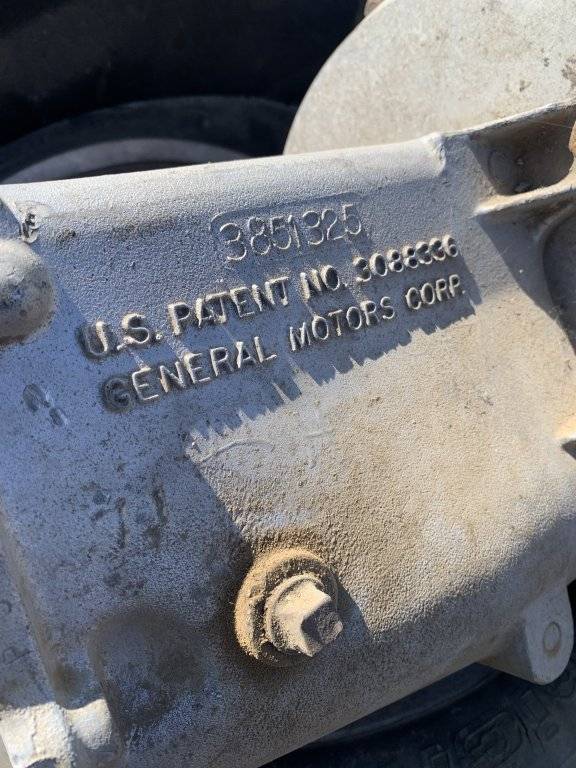 3851325
U.S. PATENT NO. 3088336
GENERAL MOTORS CORP.